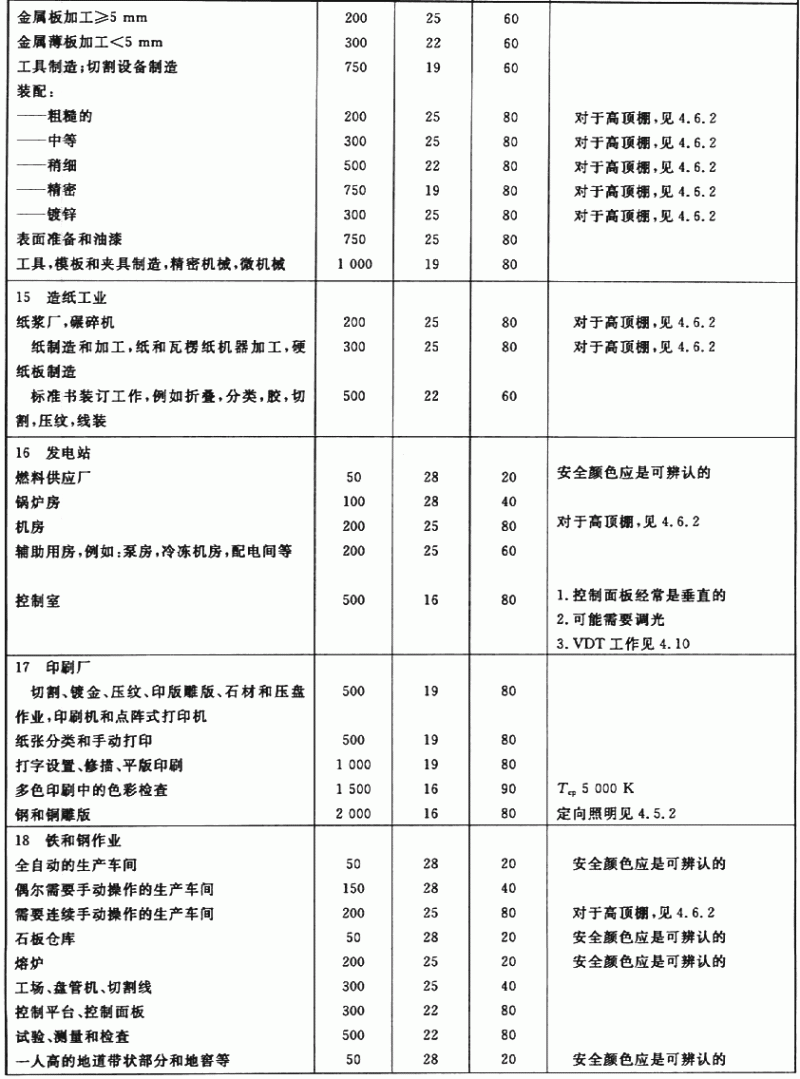 金属板加工≥5 mm 200 25 60
金属薄板加工<5 mm 300 22 60
工具制造;切割设备制造 750 19 60
装配:
——粗糙的 200 25 80 对于高顶棚,见 4.6.2
——中等 300 25 80 对于高顶棚,见 4.6.2
——稍细 500 22 80 对于高顶棚,见 4.6.2
——精密 750 19 80 对于高顶棚,见 4.6.2
——镀锌 300 25 80 对于高顶棚,见 4.6.2
表面准备和油漆 750 25 80
工具,模板和夹具制造,精密机械,微机械 1 000 19 80
15 造纸工业
纸浆厂,碾碎机 200 25 80 对于高顶棚,见 4.6.2
纸制造和加工,纸和瓦楞纸机器加工,硬 300 25 80 对于高顶棚,见 4.6.2
纸板制造
标准书装订工作,例如折叠,分类,胶,切 500 22 60
割,压纹,线装
16 发电站
燃料供应厂 50 28 20 安全颜色应是可辨认的
锅炉房 100 28 40
机房 200 25 80 对于高顶棚,见 4.6.2
辅助用房,例如:泵房,冷冻机房,配电间等 200 25 60
控制室 500 16 80 1.控制面板经常是垂直的
2.可能需要调光
3.VDT 工作见 4.10
17 印刷厂
切割、镀金、压纹、印版雕版、石材和压盘 500 19 80
作业,印刷机和点阵式打印机
纸张分类和手动打印 500 19 80
打字设置、修描、平版印刷 1 000 19 80
多色印刷中的色彩检查 1 500 16 90 Tcp 5 000 K
钢和铜雕版 2 000 16 80 定向照明见 4.5.2
18 铁和钢作业
全自动的生产车间 50 28 20 安全颜色应是可辨认的
偶尔需要手动操作的生产车间 150 28 40
需要连续手动操作的生产车间 200 25 80 对于高顶棚,见 4.6.2
石板仓库 50 28 20 安全颜色应是可辨认的
熔炉 200 25 20 安全颜色应是可辨认的
工场、盘管机、切割线 300 25 40
控制平台、控制面板 300 22 80
试验、测量和检查 500 22 80
一人高的地道带状部分和地窖等 50 28 20 安全颜色应是可辨认的